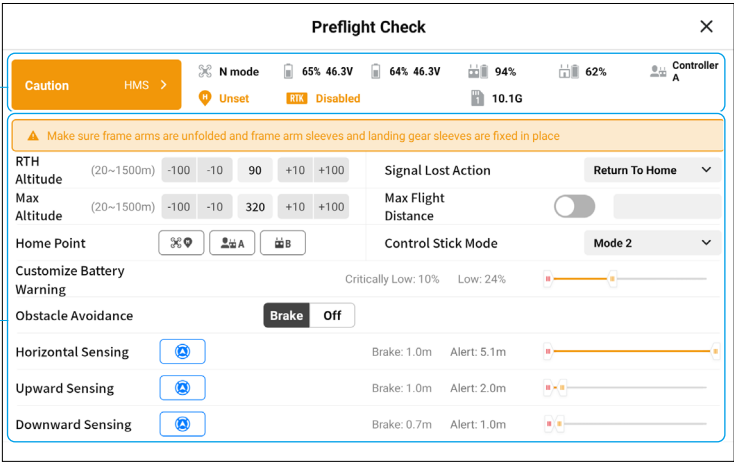 Preflight Check
Caution HMS N mode 65% 46.3V 64% 46.3V 94% 62% Controller A
H Unset RTK Disabled 1 10.1G
Make sure frame arms are unfolded and frame arm sleeves and landing gear sleeves are fixed in place
RTH Altitude (20~1500m) -100 -10 90 +10 +100 Signal Lost Action Return To Home
Max Altitude (20~1500m) -100 -10 320 +10 +100 Max Flight Distance
Home Point A B Control Stick Mode Mode 2
Customize Battery Warning Critically Low: 10% Low: 24%
Obstacle Avoidance Brake Off
Horizontal Sensing Brake: 1.0m Alert: 5.1m
Upward Sensing Brake: 1.0m Alert: 2.0m
Downward Sensing Brake: 0.7m Alert: 1.0m